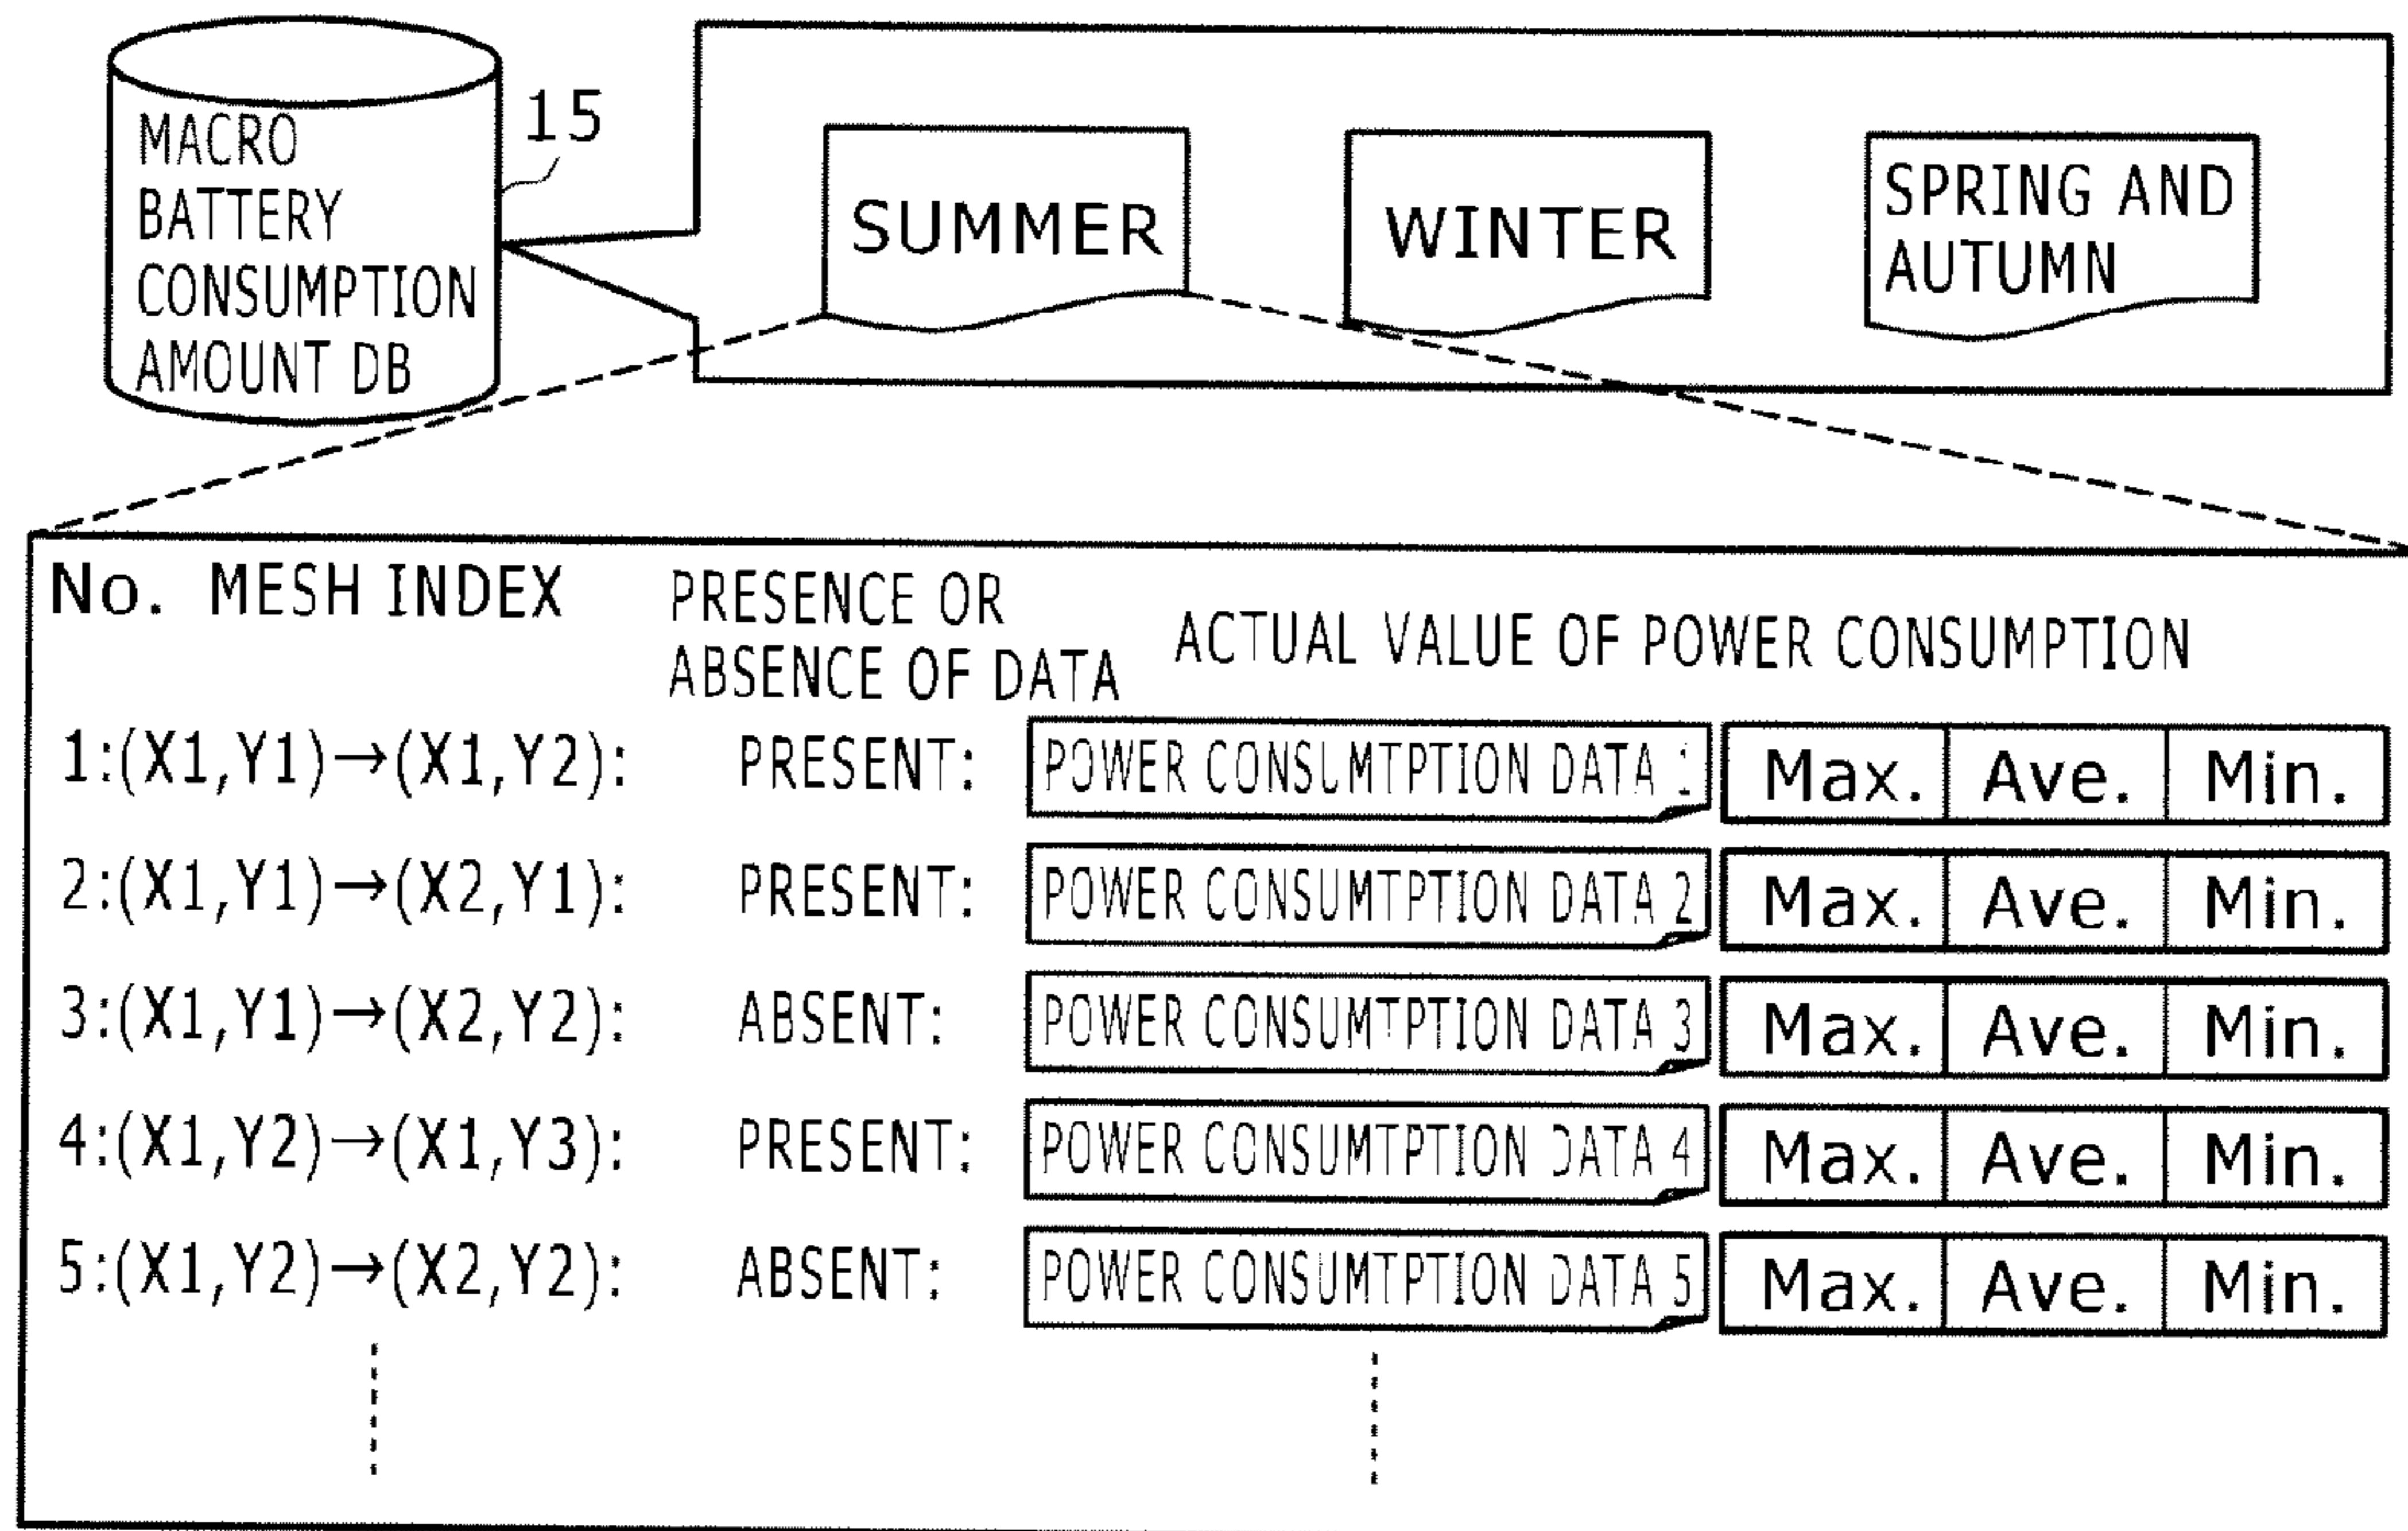 MACRO
BATTERY
CONSUMPTION
AMOUNT DB
15
SUMMER
WINTER
SPRING AND
AUTUMN
No. MESH INDEX
PRESENCE OR
ABSENCE OF DATA
ACTUAL VALUE OF POWER CONSUMPTION
1:(X1,Y1)→(X1,Y2): PRESENT: POWER CONSUMTPTION DATA 1 Max. Ave. Min.
2:(X1,Y1)→(X2,Y1): PRESENT: POWER CONSUMTPTION DATA 2 Max. Ave. Min.
3:(X1,Y1)→(X2,Y2): ABSENT: POWER CONSUMTPTION DATA 3 Max. Ave. Min.
4:(X1,Y2)→(X1,Y3): PRESENT: POWER CONSUMTPTION DATA 4 Max. Ave. Min.
5:(X1,Y2)→(X2,Y2): ABSENT: POWER CONSUMTPTION DATA 5 Max. Ave. Min.